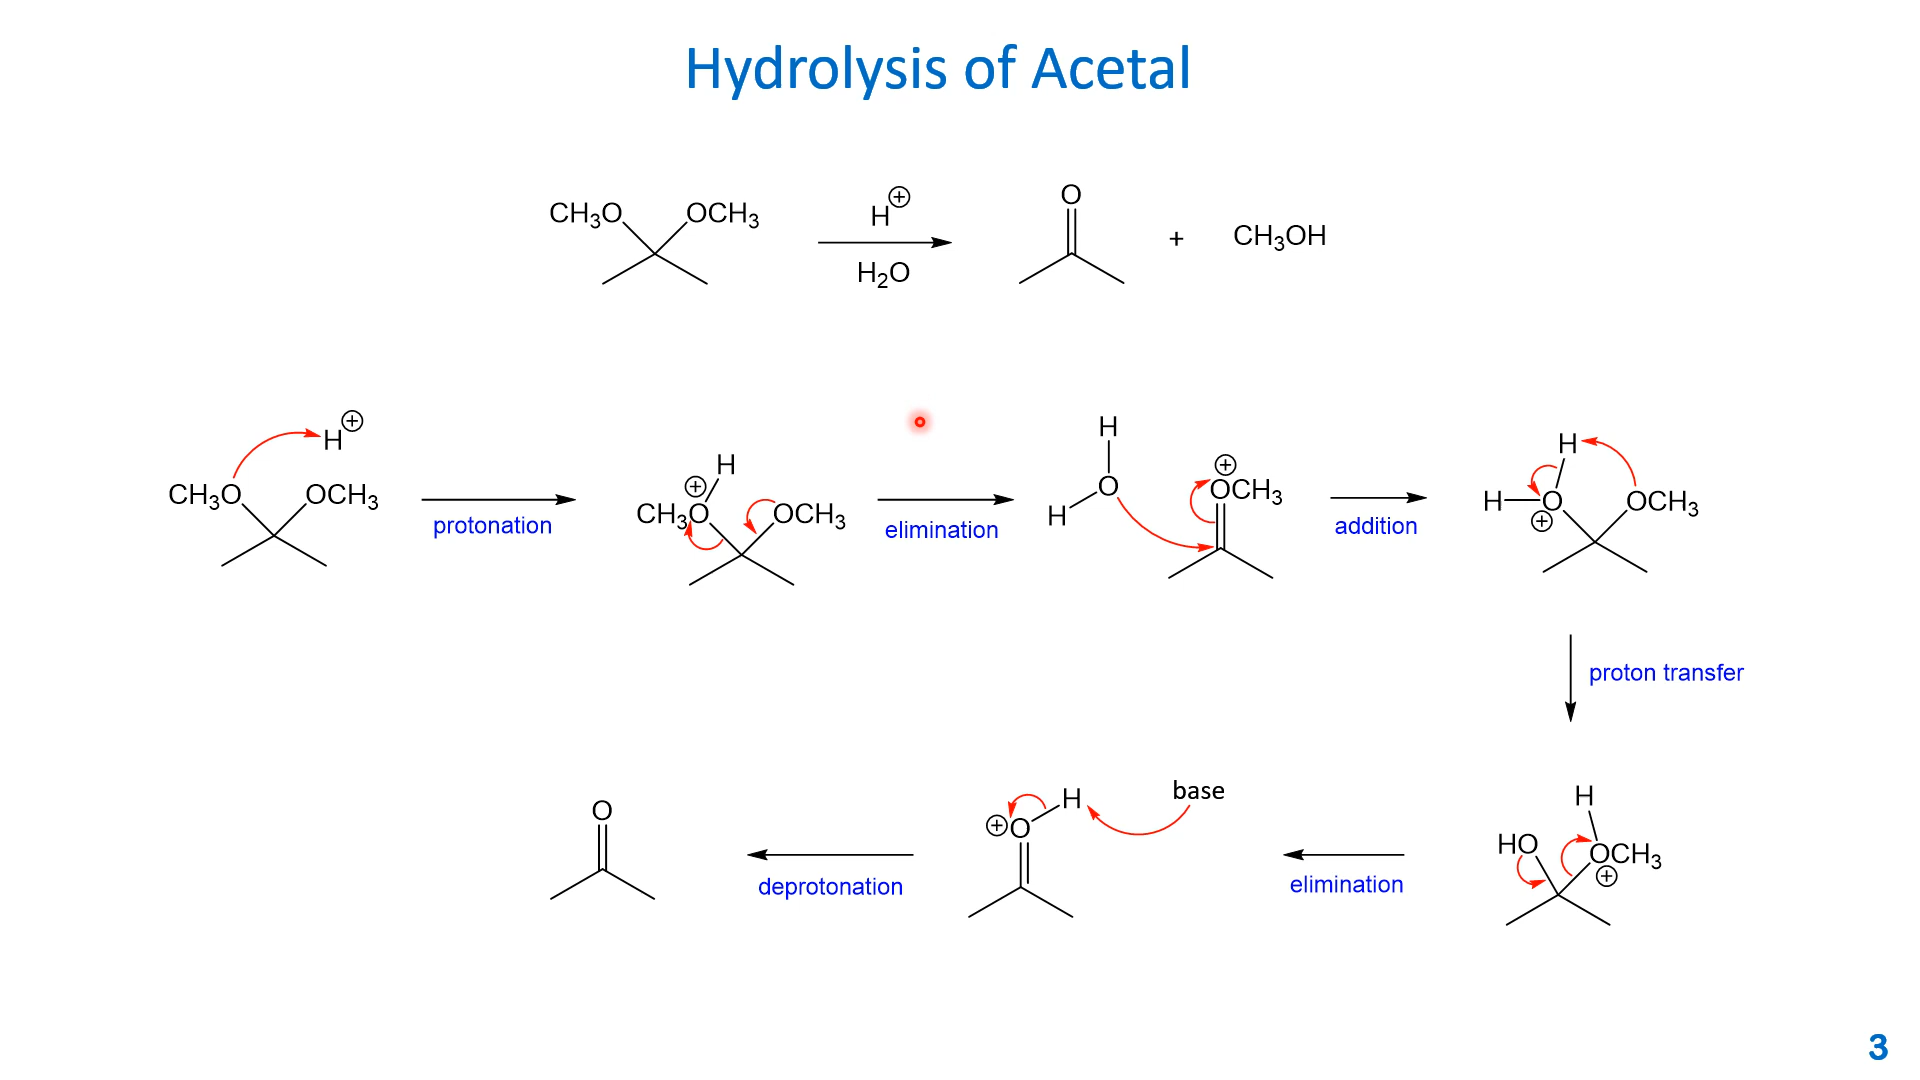 Hydrolysis of Acetal
CH₃O OCH₃ H⊕ H₂O O + CH₃OH
H⊕
CH₃O OCH₃
protonation
H
⊕
CH₃O OCH₃
elimination
H
H O
⊕
OCH₃
addition
H
H O OCH₃
⊕
proton transfer
H
HO OCH₃
⊕
elimination
base
H
⊕ O
deprotonation
O
3